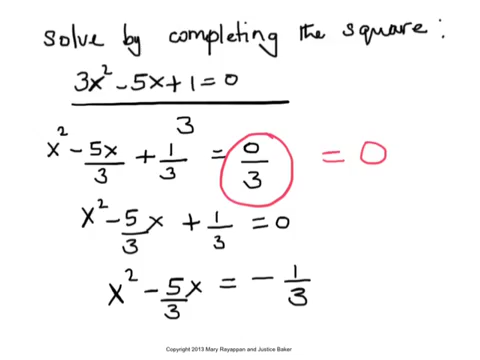 solve by completing the square:
3x² - 5x + 1 = 0
3
x² - 5x/3 + 1/3 = 0/3 = 0
x² - 5/3 x + 1/3 = 0
x² - 5/3 x = - 1/3
Copyright 2013 Mary Rayappan and Justice Baker